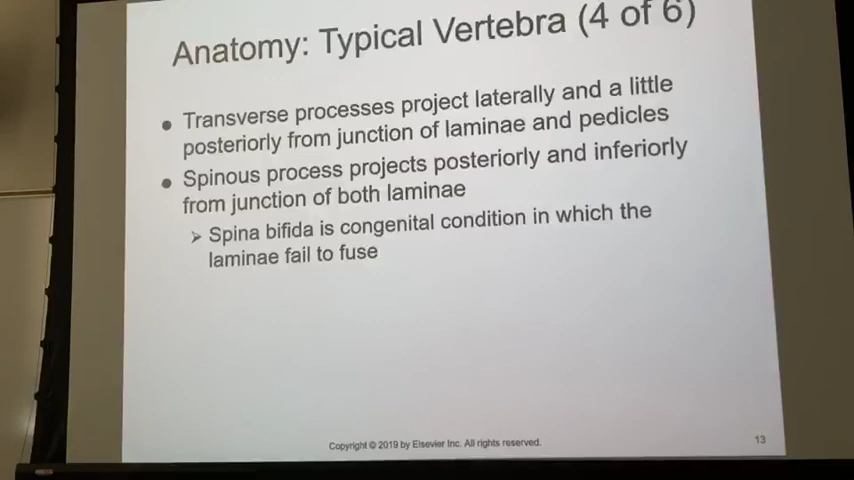 Anatomy: Typical Vertebra (4 of 6)
• Transverse processes project laterally and a little
posteriorly from junction of laminae and pedicles
• Spinous process projects posteriorly and inferiorly
from junction of both laminae
➢ Spina bifida is congenital condition in which the
laminae fail to fuse
Copyright © 2019 by Elsevier Inc. All rights reserved.
13